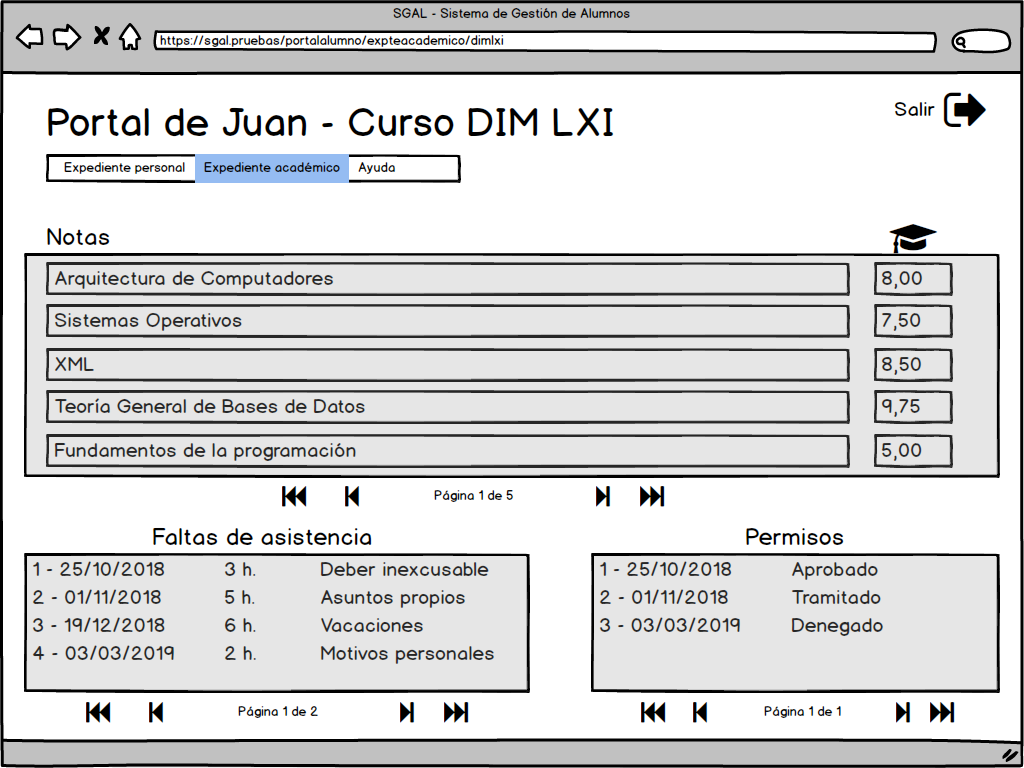 SGAL - Sistema de Gestión de Alumnos
https://sgal.pruebas/portalalumno/expteacademico/dimlxi
Portal de Juan - Curso DIM LXI
Salir
Expediente personal Expediente académico Ayuda
Notas
Arquitectura de Computadores 8,00
Sistemas Operativos 7,50
XML 8,50
Teoría General de Bases de Datos 9,75
Fundamentos de la programación 5,00
Página 1 de 5
Faltas de asistencia
1 - 25/10/2018 3 h. Deber inexcusable
2 - 01/11/2018 5 h. Asuntos propios
3 - 19/12/2018 6 h. Vacaciones
4 - 03/03/2019 2 h. Motivos personales
Página 1 de 2
Permisos
1 - 25/10/2018 Aprobado
2 - 01/11/2018 Tramitado
3 - 03/03/2019 Denegado
Página 1 de 1